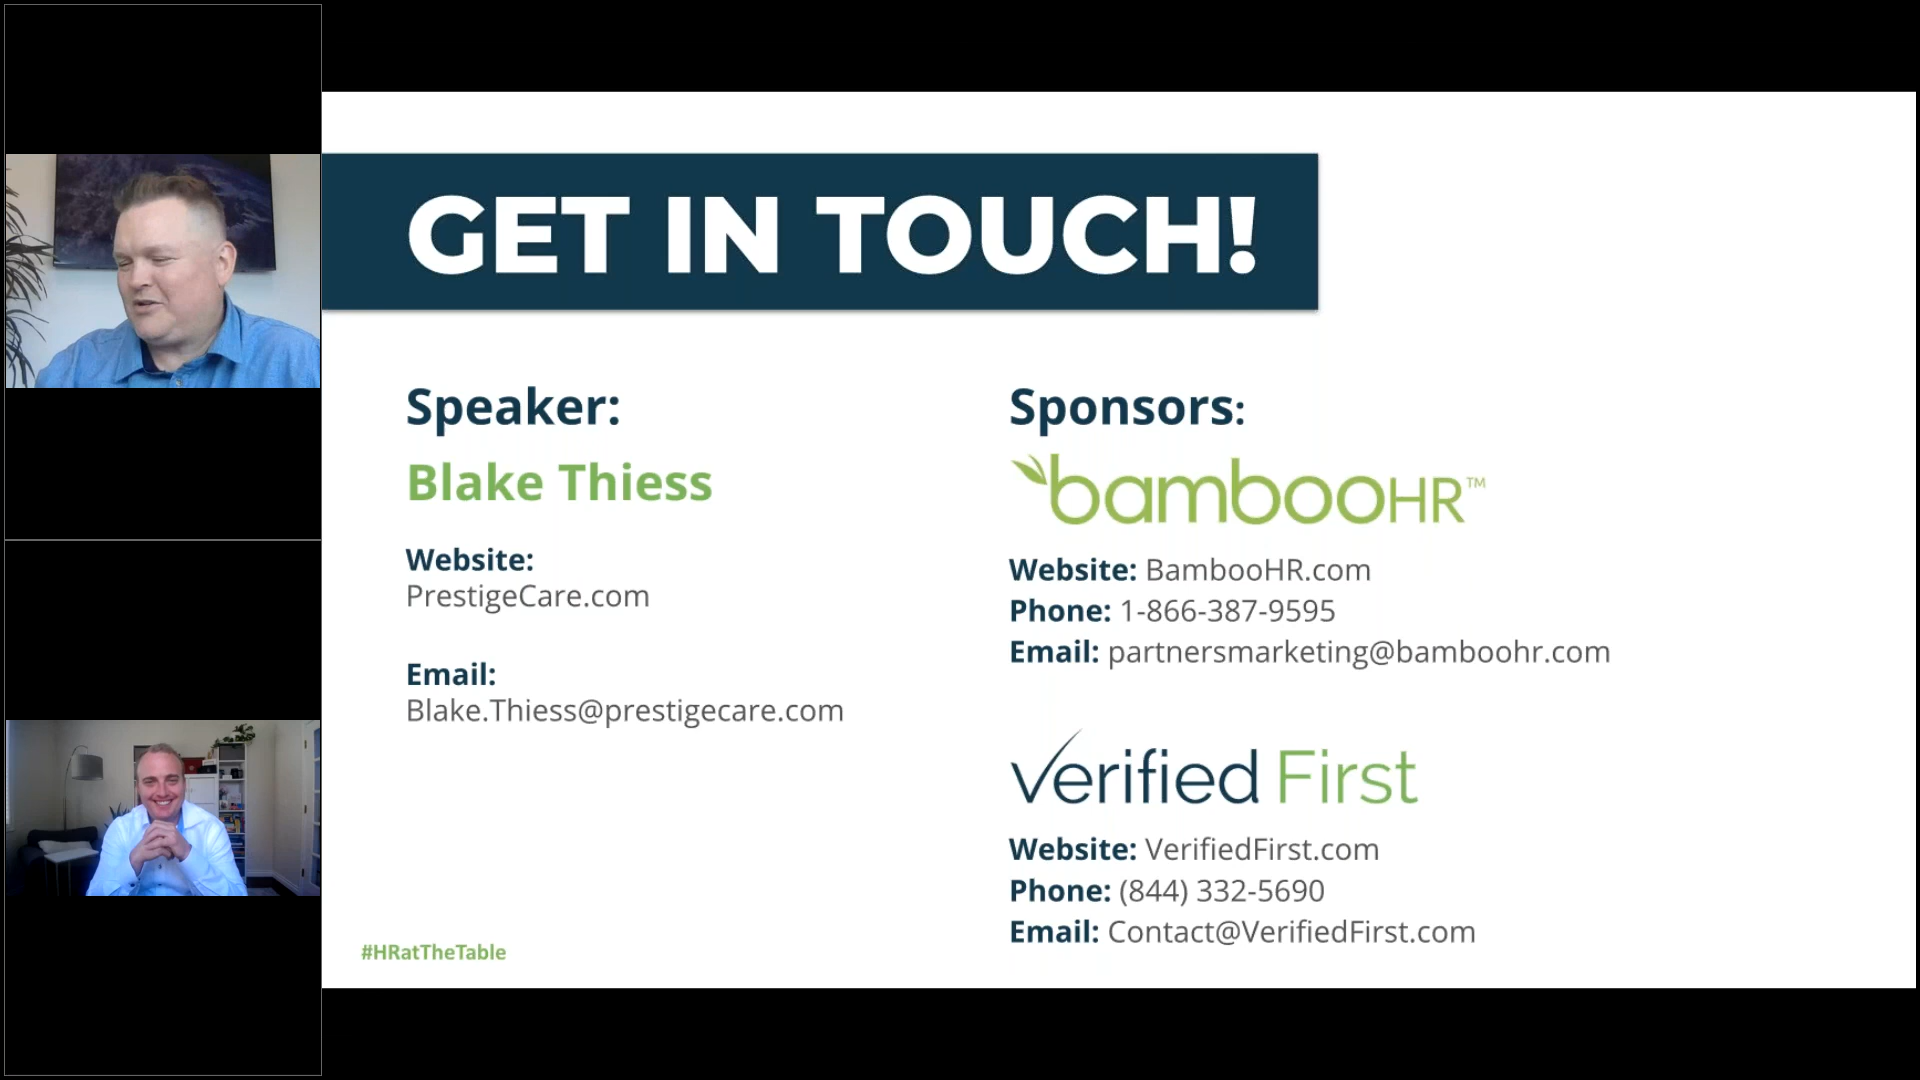 GET IN TOUCH!
Speaker:
Blake Thiess
Website:
PrestigeCare.com
Email:
Blake.Thiess@prestigecare.com
#HRatTheTable
Sponsors:
bambooHR™
Website: BambooHR.com
Phone: 1-866-387-9595
Email: partnersmarketing@bamboohr.com
Verified First
Website: VerifiedFirst.com
Phone: (844) 332-5690
Email: Contact@VerifiedFirst.com